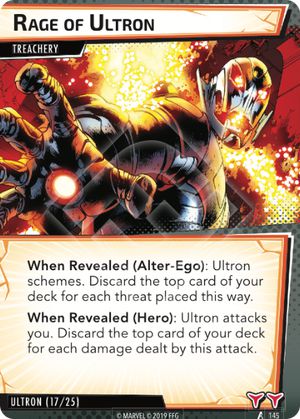 RAGE OF ULTRON
TREACHERY
When Revealed (Alter-Ego): Ultron
schemes. Discard the top card of your
deck for each threat placed this way.
When Revealed (Hero): Ultron attacks
you. Discard the top card of your
deck for each damage dealt by this attack.
ULTRON (17/25)
© MARVEL © 2019 FFG
145